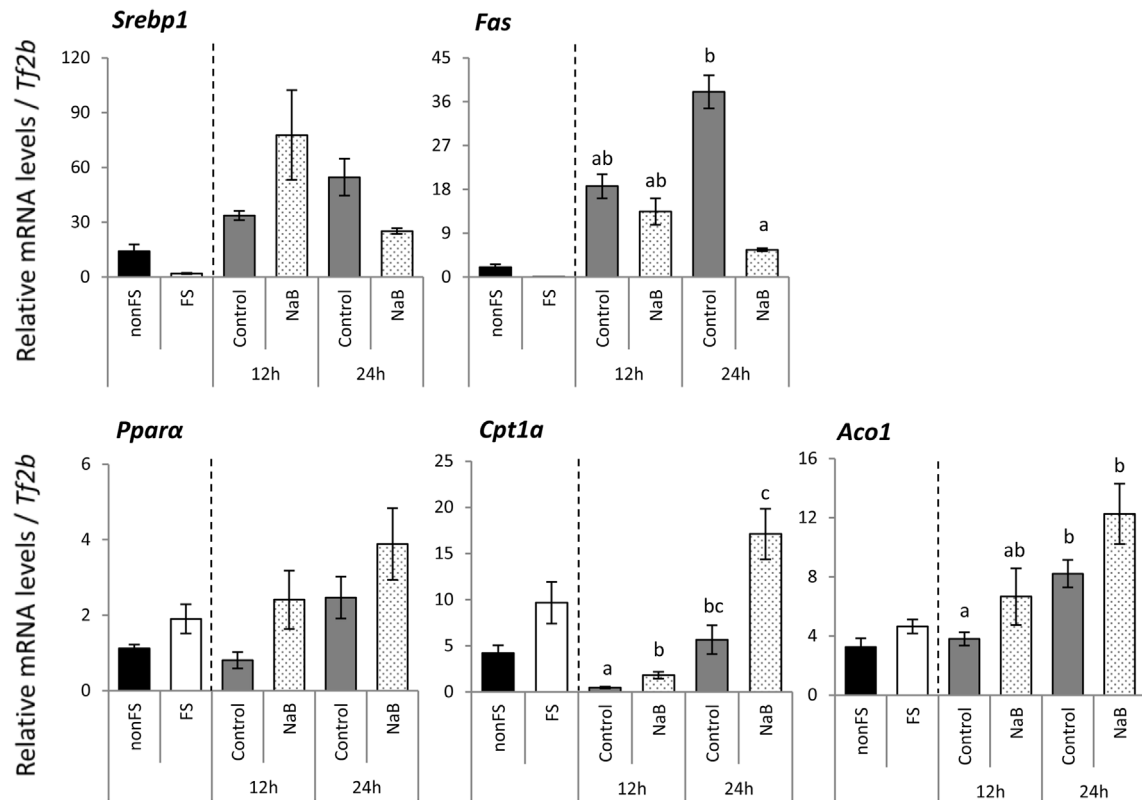 Srebp1
Relative mRNA levels / Tf2b
120
90
60
30
0
nonFS
FS
Control
NaB
Control
NaB
12h
24h
Fas
45
36
27
18
9
0
ab
ab
b
a
nonFS
FS
Control
NaB
Control
NaB
12h
24h
Pparα
Relative mRNA levels / Tf2b
6
4
2
0
nonFS
FS
Control
NaB
Control
NaB
12h
24h
Cpt1a
25
20
15
10
5
0
a
b
bc
c
nonFS
FS
Control
NaB
Control
NaB
12h
24h
Aco1
16
12
8
4
0
a
ab
b
b
nonFS
FS
Control
NaB
Control
NaB
12h
24h